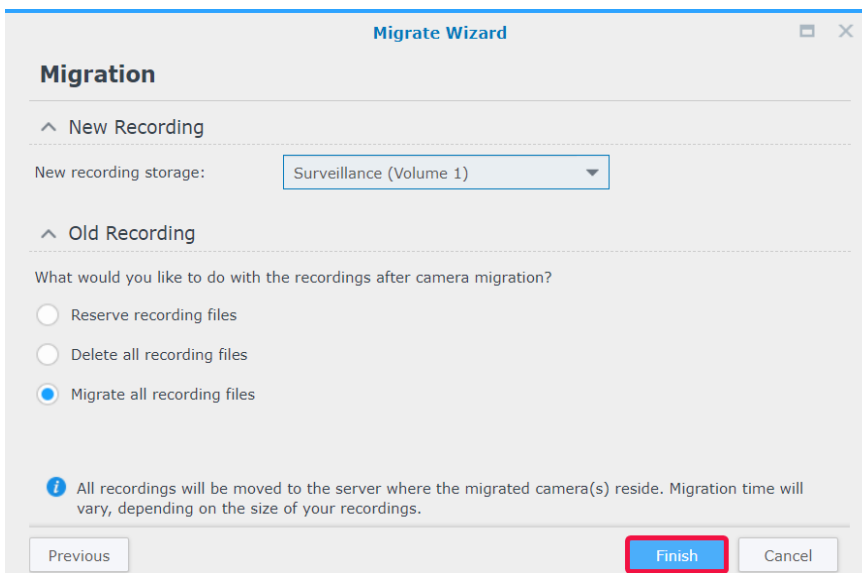 Migrate Wizard
Migration
New Recording
New recording storage:
Surveillance (Volume 1)
Old Recording
What would you like to do with the recordings after camera migration?
Reserve recording files
Delete all recording files
Migrate all recording files
All recordings will be moved to the server where the migrated camera(s) reside. Migration time will
vary, depending on the size of your recordings.
Previous
Finish
Cancel